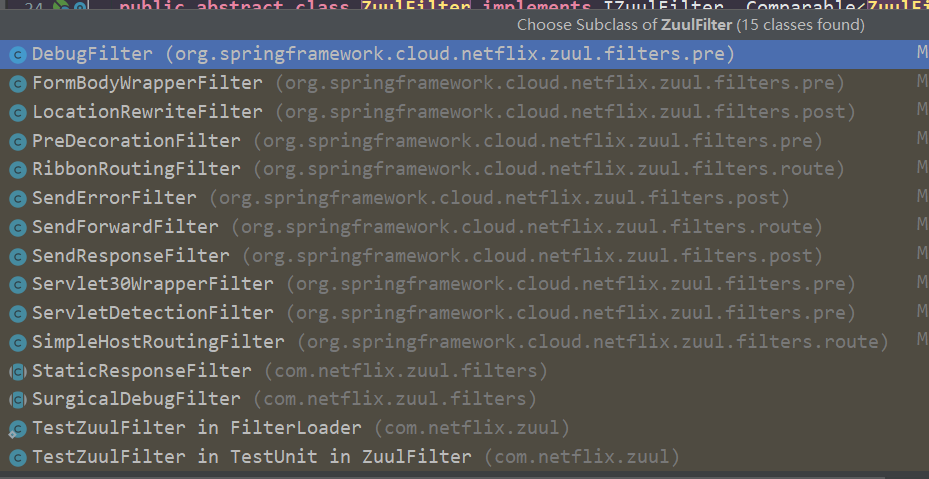 24 public abstract class ZuulFilter implements IZuulFilter, Comparable<ZuulFi
Choose Subclass of ZuulFilter (15 classes found)
DebugFilter (org.springframework.cloud.netflix.zuul.filters.pre) M
FormBodyWrapperFilter (org.springframework.cloud.netflix.zuul.filters.pre) M
LocationRewriteFilter (org.springframework.cloud.netflix.zuul.filters.post) M
PreDecorationFilter (org.springframework.cloud.netflix.zuul.filters.pre) M
RibbonRoutingFilter (org.springframework.cloud.netflix.zuul.filters.route) M
SendErrorFilter (org.springframework.cloud.netflix.zuul.filters.post) M
SendForwardFilter (org.springframework.cloud.netflix.zuul.filters.route) M
SendResponseFilter (org.springframework.cloud.netflix.zuul.filters.post) M
Servlet30WrapperFilter (org.springframework.cloud.netflix.zuul.filters.pre) M
ServletDetectionFilter (org.springframework.cloud.netflix.zuul.filters.pre) M
SimpleHostRoutingFilter (org.springframework.cloud.netflix.zuul.filters.route) M
StaticResponseFilter (com.netflix.zuul.filters)
SurgicalDebugFilter (com.netflix.zuul.filters)
TestZuulFilter in FilterLoader (com.netflix.zuul)
TestZuulFilter in TestUnit in ZuulFilter (com.netflix.zuul)